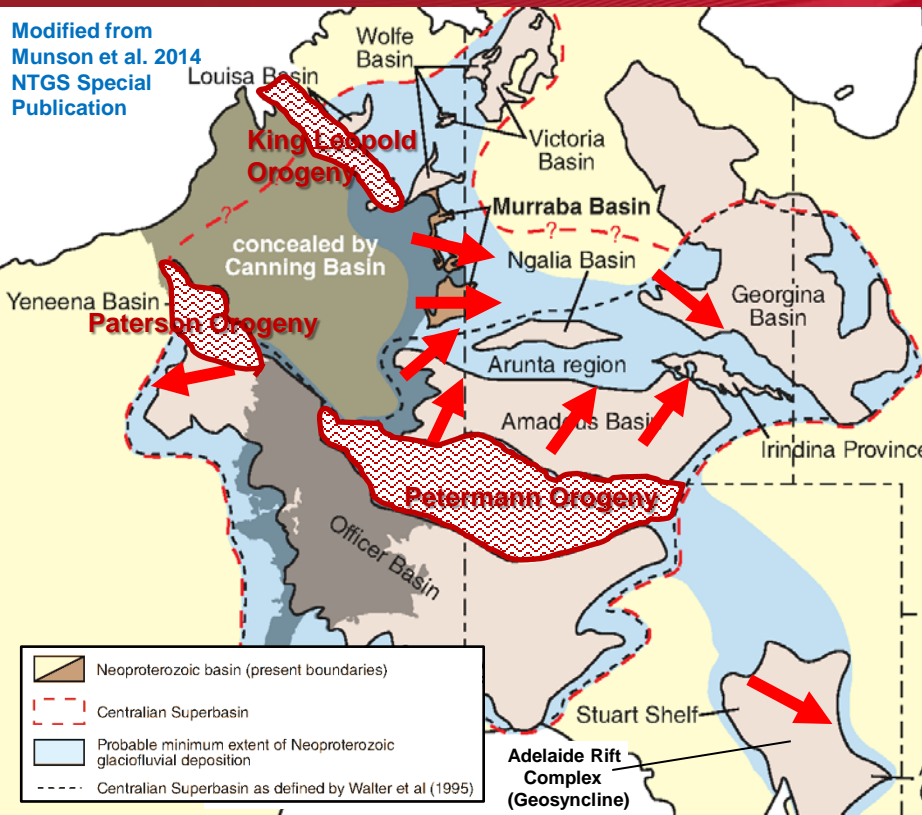 Modified from
Munson et al. 2014
NTGS Special
Publication
Wolfe
Basin
Louisa Basin
King Leopold
Orogeny
Victoria
Basin
Murraba Basin
?
?
?
?
concealed by
Canning Basin
Ngalia Basin
Georgina
Basin
Yeneena Basin
Paterson Orogeny
Arunta region
Amadeus Basin
Irindina Province
Petermann Orogeny
Officer Basin
Neoproterozoic basin (present boundaries)
Centralian Superbasin
Probable minimum extent of Neoproterozoic
glaciofluvial deposition
Centralian Superbasin as defined by Walter et al (1995)
Stuart Shelf
Adelaide Rift
Complex
(Geosyncline)